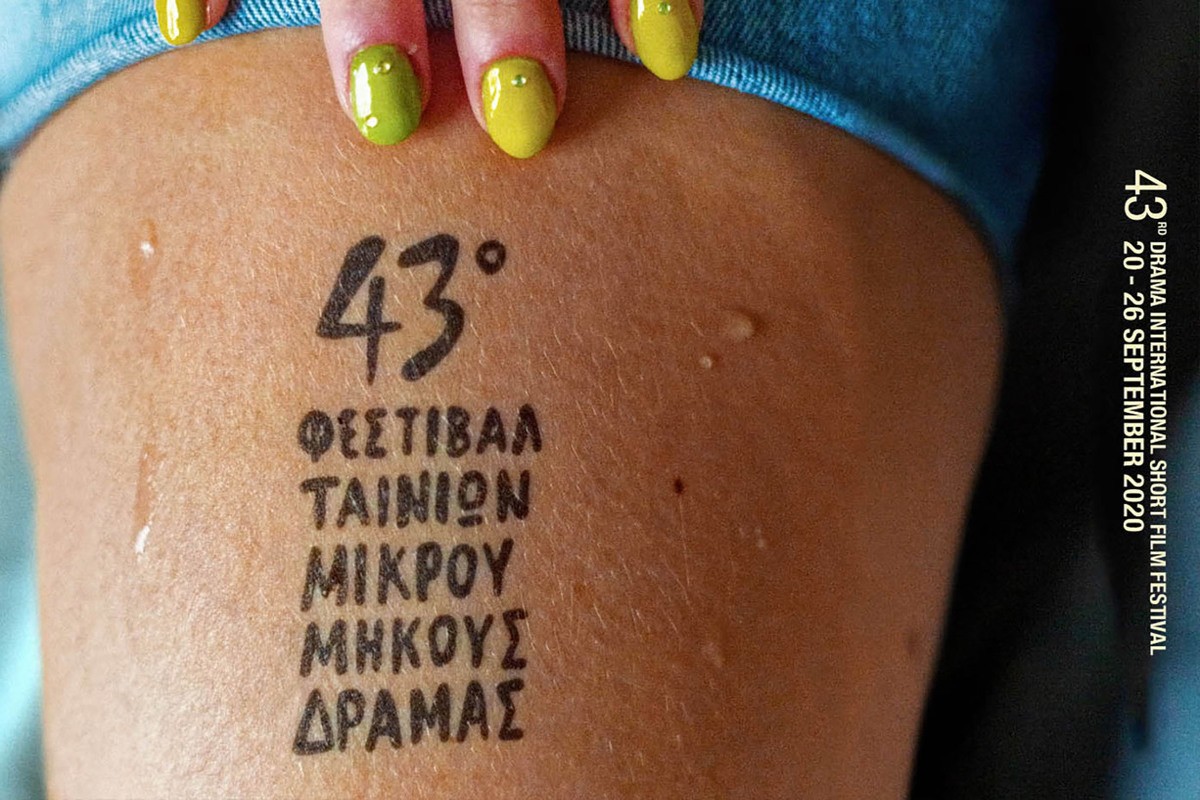 43°
ΦΕΣΤΙΒΑΛ
ΤΑΙΝΙΩΝ
ΜΙΚΡΟΥ
ΜΗΚΟΥΣ
ΔΡΑΜΑΣ
43RD DRAMA INTERNATIONAL SHORT FILM FESTIVAL
20 - 26 SEPTEMBER 2020